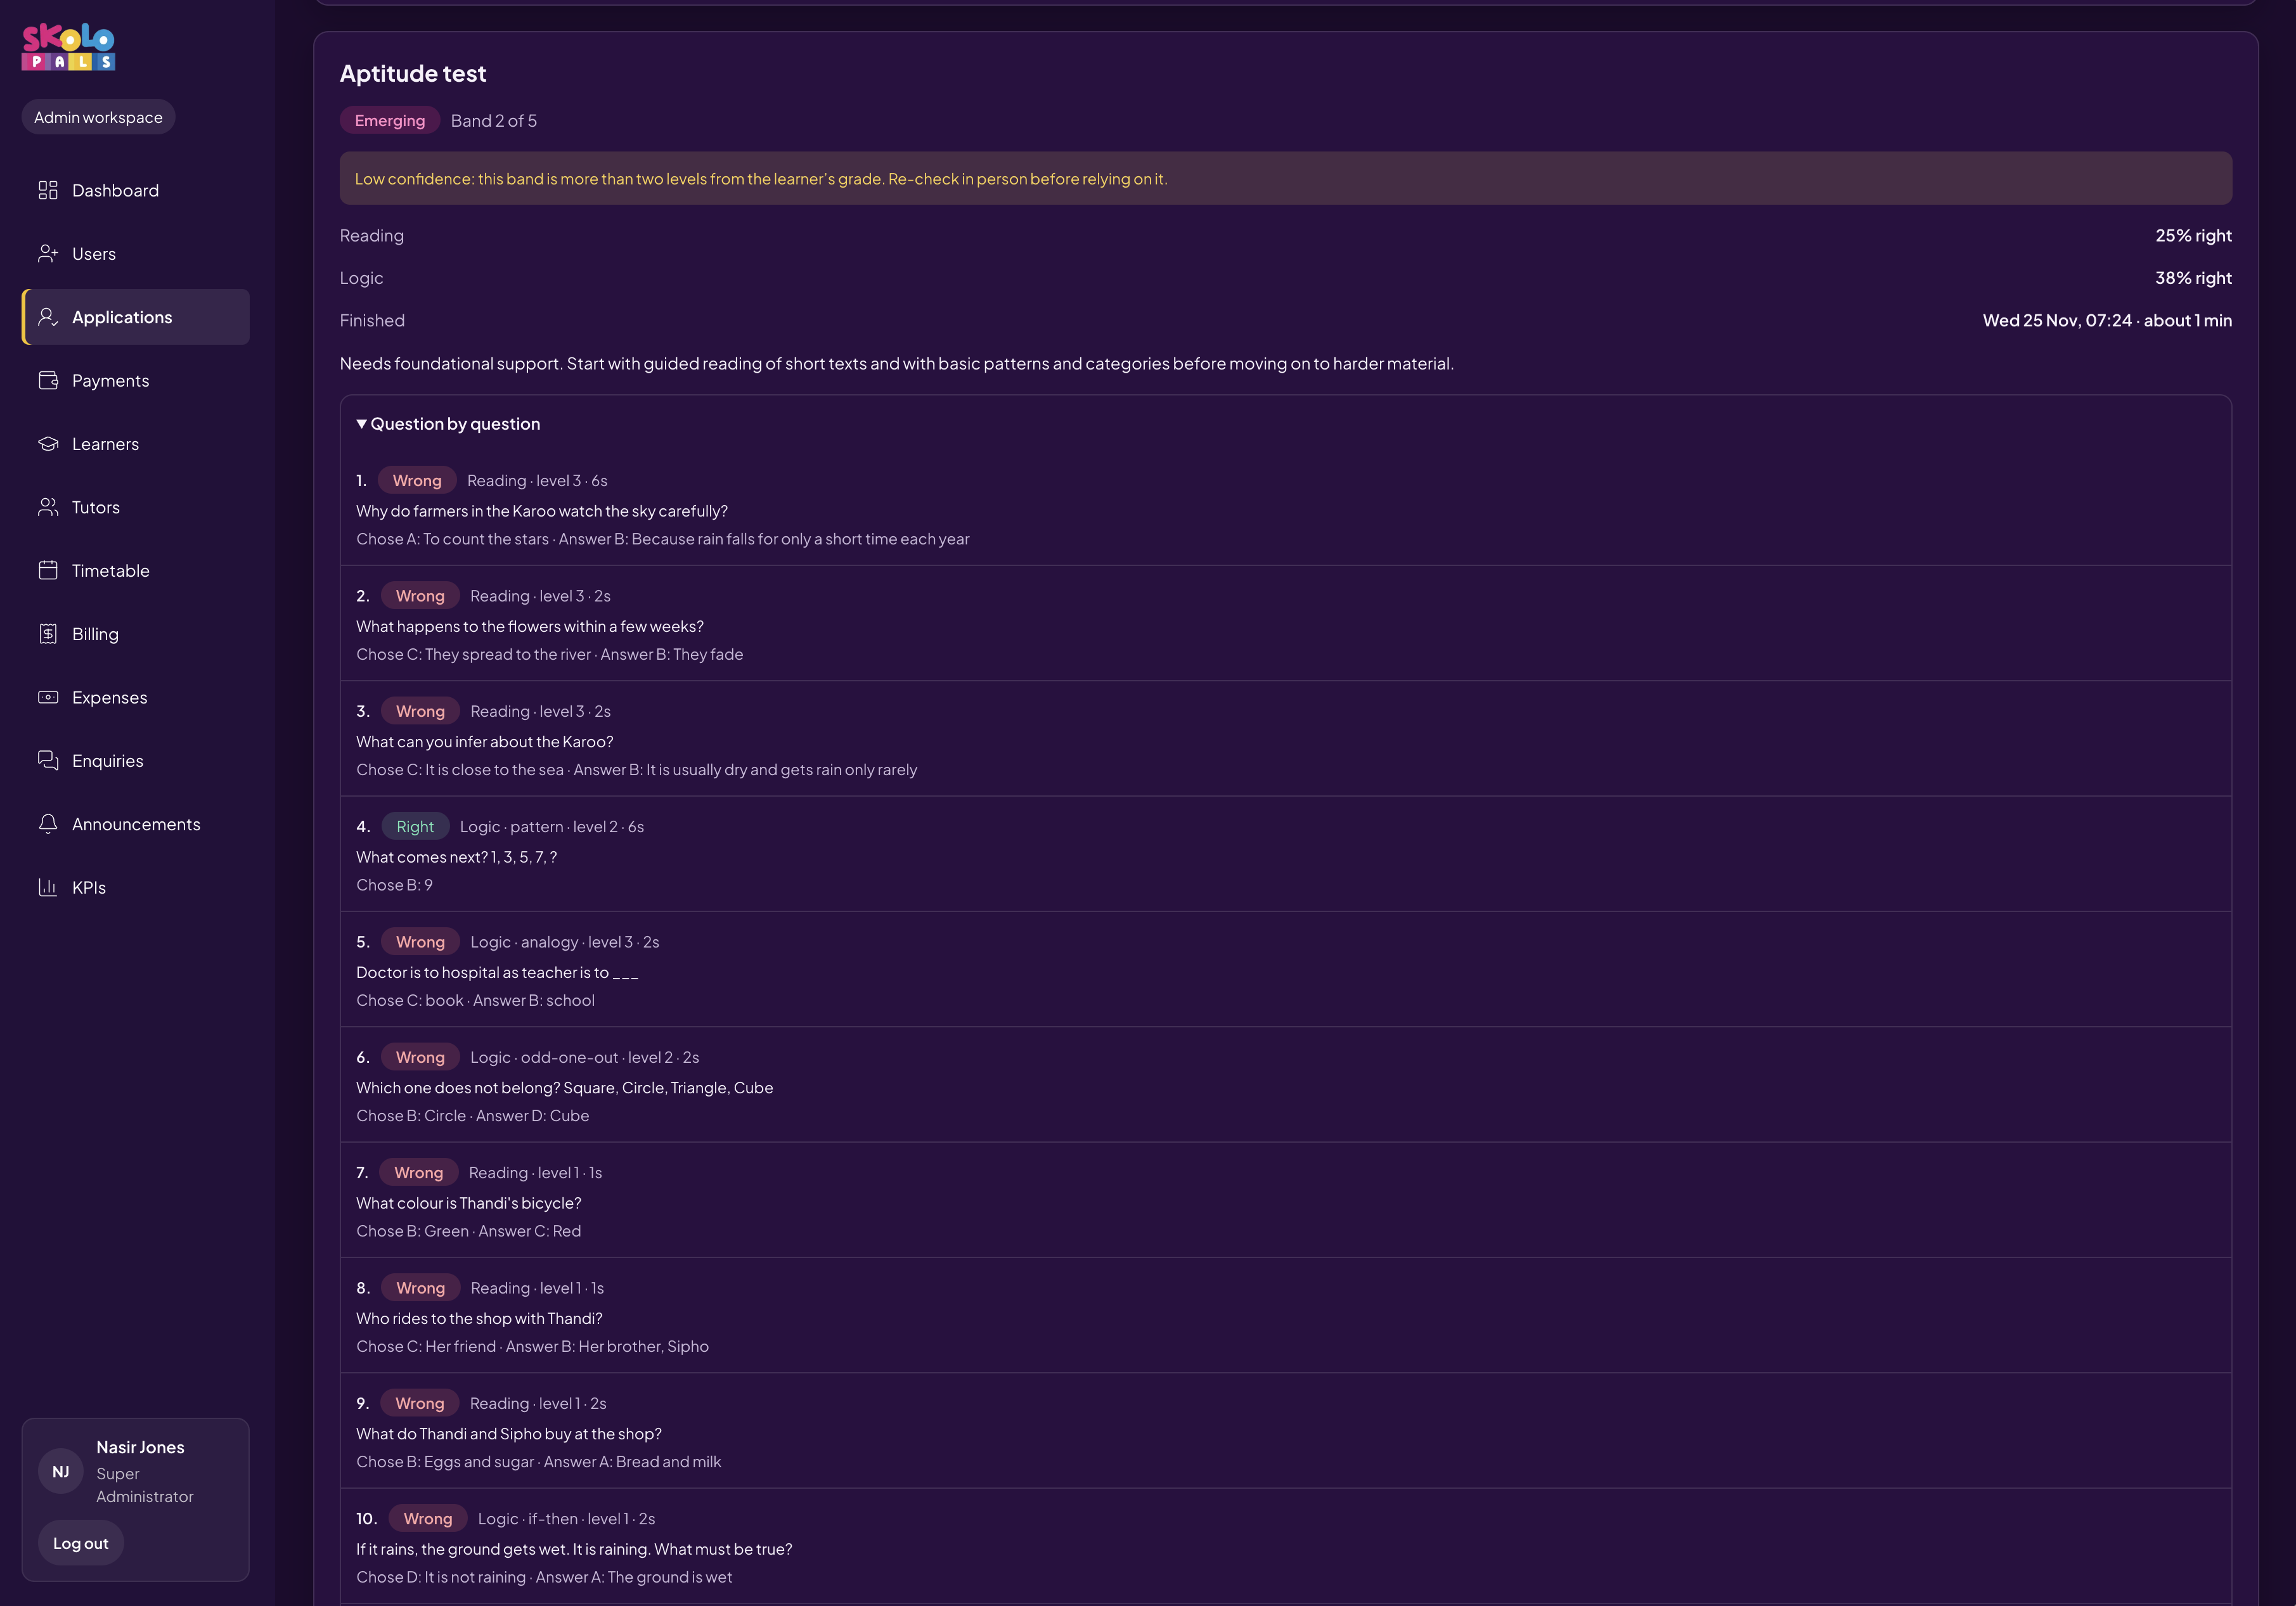 SKOLO
PALS
Admin workspace
Dashboard
Users
Applications
Payments
Learners
Tutors
Timetable
Billing
Expenses
Enquiries
Announcements
KPIs
NJ
Nasir Jones
Super
Administrator
Log out
Aptitude test
Emerging Band 2 of 5
Low confidence: this band is more than two levels from the learner's grade. Re-check in person before relying on it.
Reading 25% right
Logic 38% right
Finished Wed 25 Nov, 07:24 · about 1 min
Needs foundational support. Start with guided reading of short texts and with basic patterns and categories before moving on to harder material.
▼ Question by question
1. Wrong Reading · level 3 · 6s
Why do farmers in the Karoo watch the sky carefully?
Chose A: To count the stars · Answer B: Because rain falls for only a short time each year
2. Wrong Reading · level 3 · 2s
What happens to the flowers within a few weeks?
Chose C: They spread to the river · Answer B: They fade
3. Wrong Reading · level 3 · 2s
What can you infer about the Karoo?
Chose C: It is close to the sea · Answer B: It is usually dry and gets rain only rarely
4. Right Logic · pattern · level 2 · 6s
What comes next? 1, 3, 5, 7, ?
Chose B: 9
5. Wrong Logic · analogy · level 3 · 2s
Doctor is to hospital as teacher is to ___
Chose C: book · Answer B: school
6. Wrong Logic · odd-one-out · level 2 · 2s
Which one does not belong? Square, Circle, Triangle, Cube
Chose B: Circle · Answer D: Cube
7. Wrong Reading · level 1 · 1s
What colour is Thandi's bicycle?
Chose B: Green · Answer C: Red
8. Wrong Reading · level 1 · 1s
Who rides to the shop with Thandi?
Chose C: Her friend · Answer B: Her brother, Sipho
9. Wrong Reading · level 1 · 2s
What do Thandi and Sipho buy at the shop?
Chose B: Eggs and sugar · Answer A: Bread and milk
10. Wrong Logic · if-then · level 1 · 2s
If it rains, the ground gets wet. It is raining. What must be true?
Chose D: It is not raining · Answer A: The ground is wet